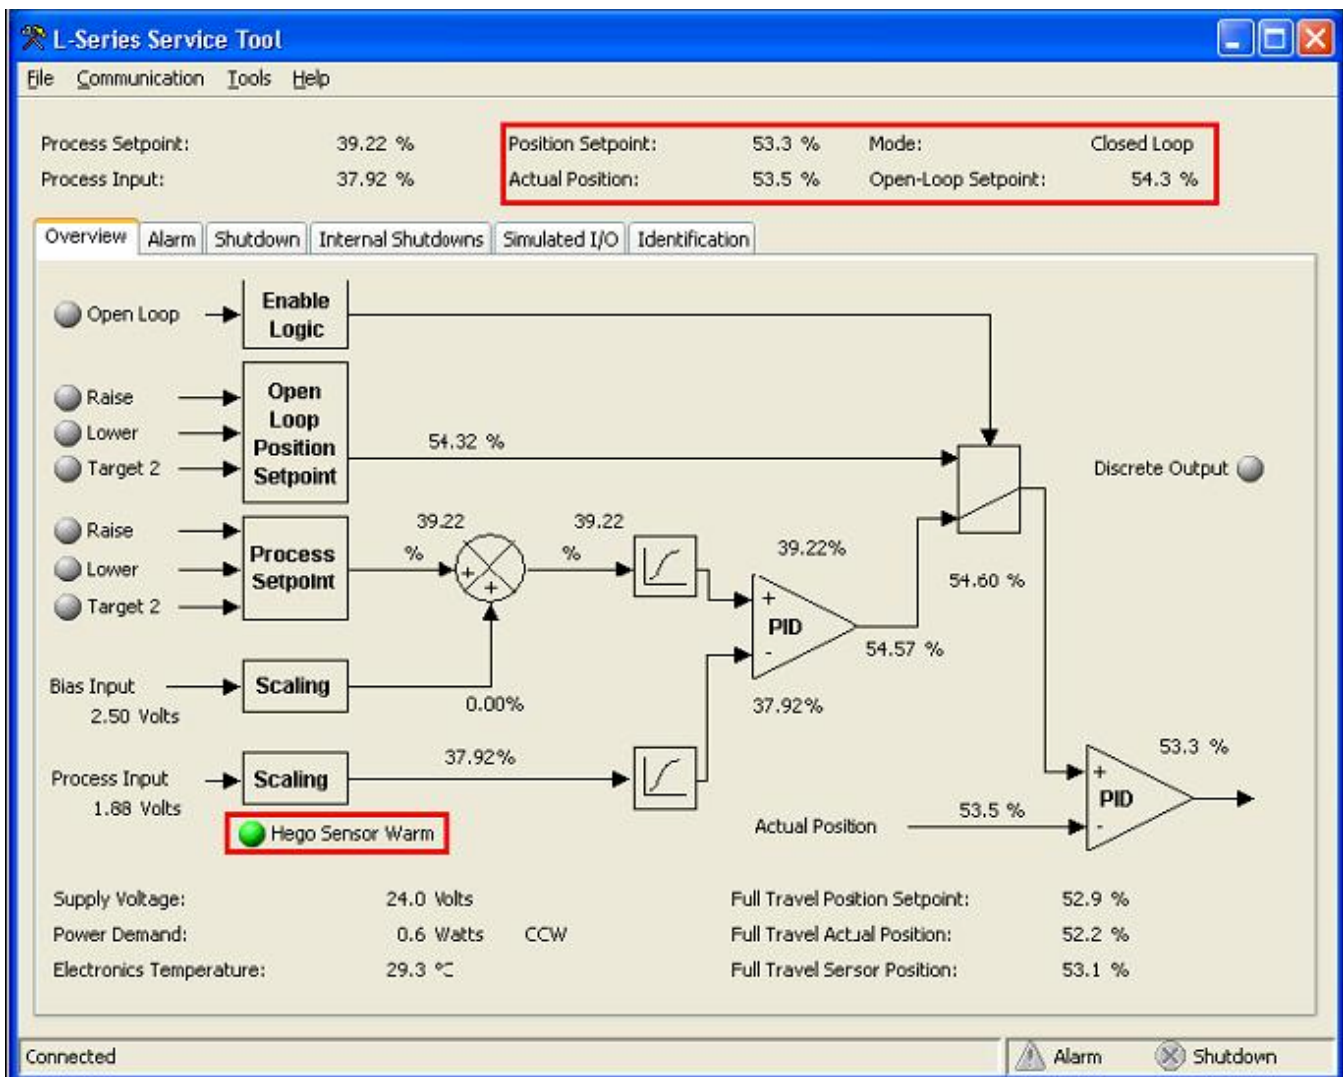 L-Series Service Tool
File Communication Tools Help
Process Setpoint: 39.22 % Position Setpoint: 53.3 % Mode: Closed Loop
Process Input: 37.92 % Actual Position: 53.5 % Open-Loop Setpoint: 54.3 %
Overview Alarm Shutdown Internal Shutdowns Simulated I/O Identification
Open Loop
Enable
Logic
Raise
Lower
Target 2
Open
Loop
Position
Setpoint
54.32 %
Discrete Output
Raise
Lower
Target 2
Process
Setpoint
39.22
%
+
+
39.22
%
39.22%
+
PID
-
54.57 %
54.60 %
37.92%
Bias Input
2.50 Volts
Scaling
0.00%
Process Input
1.88 Volts
Scaling
37.92%
Hego Sensor Warm
Actual Position
53.5 %
+
PID
-
53.3 %
Supply Voltage: 24.0 Volts Full Travel Position Setpoint: 52.9 %
Power Demand: 0.6 Watts CCW Full Travel Actual Position: 52.2 %
Electronics Temperature: 29.3 °C Full Travel Sensor Position: 53.1 %
Connected Alarm Shutdown